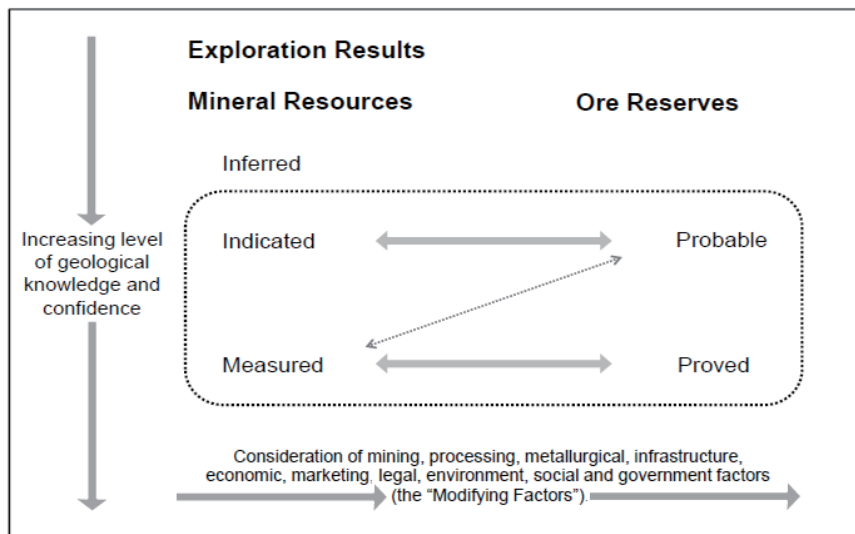 Exploration Results
Mineral Resources
Ore Reserves
Inferred
Indicated
Probable
Increasing level
of geological
knowledge and
confidence
Measured
Proved
Consideration of mining, processing, metallurgical, infrastructure,
economic, marketing, legal, environment, social and government factors
(the “Modifying Factors”).